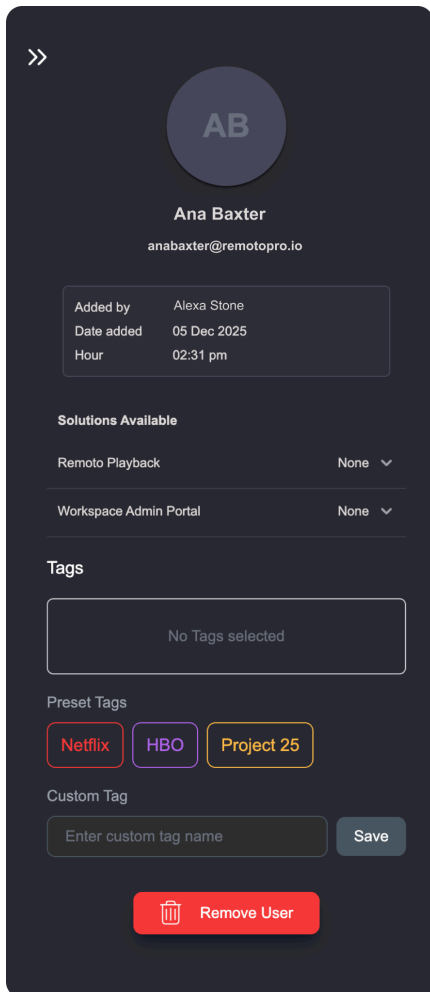 AB
Ana Baxter
anabaxter@remotopro.io
Added by Alexa Stone
Date added 05 Dec 2025
Hour 02:31 pm
Solutions Available
Remoto Playback None
Workspace Admin Portal None
Tags
No Tags selected
Preset Tags
Netflix HBO Project 25
Custom Tag
Enter custom tag name Save
Remove User